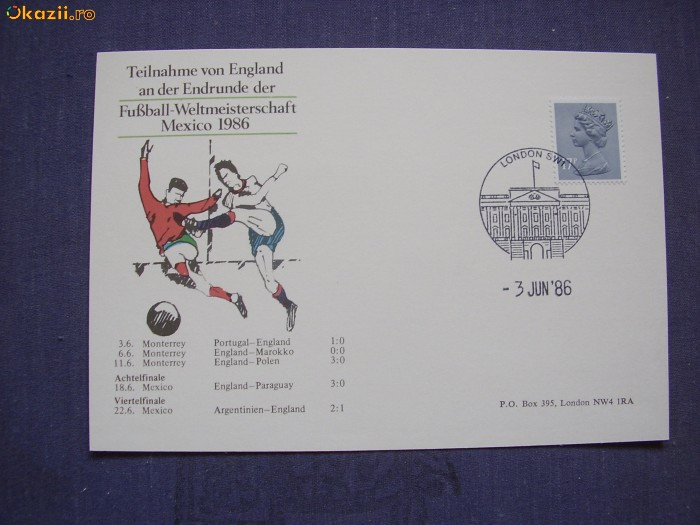 Okazii.ro
Teilnahme von England
an der Endrunde der
Fußball-Weltmeisterschaft
Mexico 1986
LONDON SW1
- 3 JUN '86
3.6. Monterrey Portugal–England 1:0
6.6. Monterrey England–Marokko 0:0
11.6. Monterrey England–Polen 3:0
Achtelfinale
18.6. Mexico England–Paraguay 3:0
Viertelfinale
22.6. Mexico Argentinien–England 2:1
P.O. Box 395, London NW4 1RA